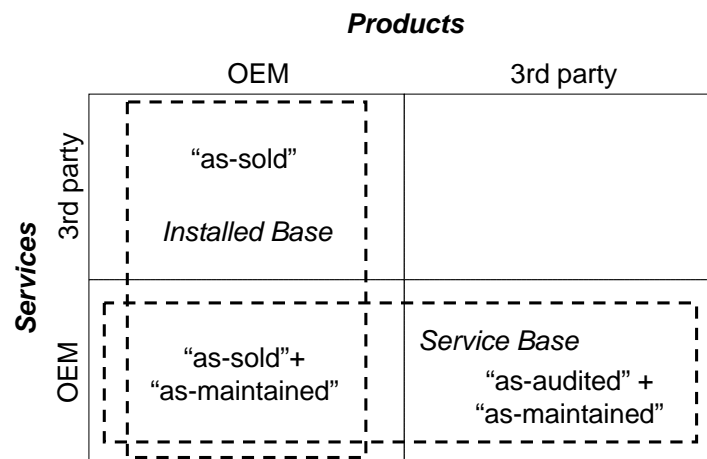 Products
OEM
3rd party
Services
3rd party
“as-sold”
Installed Base
OEM
“as-sold”+
“as-maintained”
Service Base
“as-audited” +
“as-maintained”